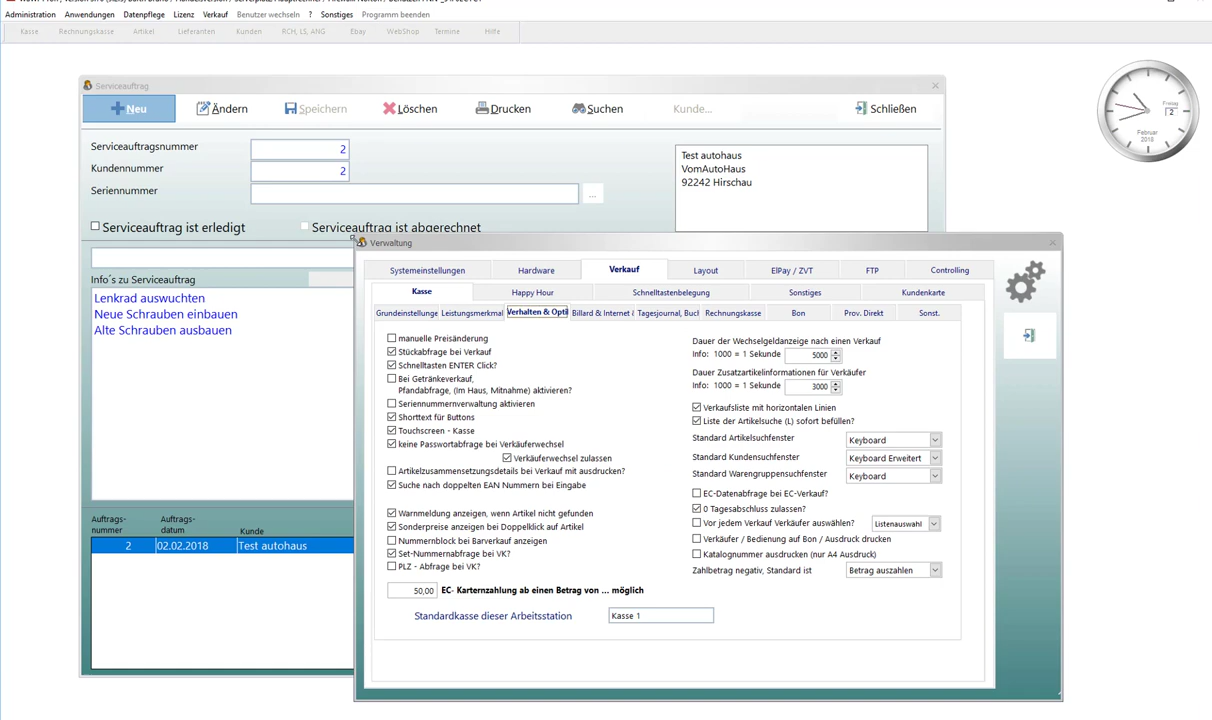 Administration Anwendungen Datenpflege Lizenz Verkauf Benutzer wechseln ? Sonstiges Programm beenden
Kasse Rechnungskasse Artikel Lieferanten Kunden RCH, LS, ANG Ebay WebShop Termine Hilfe
Serviceauftrag
Neu Ändern Speichern Löschen Drucken Suchen Kunde... Schließen
Serviceauftragsnummer 2
Kundennummer 2
Seriennummer ...
Test autohaus
VomAutoHaus
92242 Hirschau
Freitag
2
Februar
2018
Serviceauftrag ist erledigt Serviceauftrag ist abgerechnet
Info´s zu Serviceauftrag
Lenkrad auswuchten
Neue Schrauben einbauen
Alte Schrauben ausbauen
Auftrags-
nummer
Auftrags-
datum
Kunde
2 02.02.2018 Test autohaus
Verwaltung
Systemeinstellungen Hardware Verkauf Layout ElPay / ZVT FTP Controlling
Kasse Happy Hour Schnelltastenbelegung Sonstiges Kundenkarte
Grundeinstellunge Leistungsmerkmal Verhalten & Opti Billard & Internet & Tagesjournal, Buch Rechnungskasse Bon Prov. Direkt Sonst.
manuelle Preisänderung
Stückabfrage bei Verkauf
Schnelltasten ENTER Click?
Bei Getränkeverkauf,
Pfandabfrage, (Im Haus, Mitnahme) aktivieren?
Seriennummernverwaltung aktivieren
Shorttext für Buttons
Touchscreen - Kasse
keine Passwortabfrage bei Verkäuferwechsel
Verkäuferwechsel zulassen
Artikelzusammensetzungsdetails bei Verkauf mit ausdrucken?
Suche nach doppelten EAN Nummern bei Eingabe
Warnmeldung anzeigen, wenn Artikel nicht gefunden
Sonderpreise anzeigen bei Doppelklick auf Artikel
Nummernblock bei Barverkauf anzeigen
Set-Nummernabfrage bei VK?
PLZ - Abfrage bei VK?
50,00 EC- Karternzahlung ab einen Betrag von ... möglich
Standardkasse dieser Arbeitsstation Kasse 1
Dauer der Wechselgeldanzeige nach einen Verkauf
Info: 1000 = 1 Sekunde 5000
Dauer Zusatzartikelinformationen für Verkäufer
Info: 1000 = 1 Sekunde 3000
Verkaufsliste mit horizontalen Linien
Liste der Artikelsuche (L) sofort befüllen?
Standard Artikelsuchfenster Keyboard
Standard Kundensuchfenster Keyboard Erweitert
Standard Warengruppensuchfenster Keyboard
EC-Datenabfrage bei EC-Verkauf?
0 Tagesabschluss zulassen?
Vor jedem Verkauf Verkäufer auswählen? Listenauswahl
Verkäufer / Bedienung auf Bon / Ausdruck drucken
Katalognummer ausdrucken (nur A4 Ausdruck)
Zahlbetrag negativ, Standard ist Betrag auszahlen